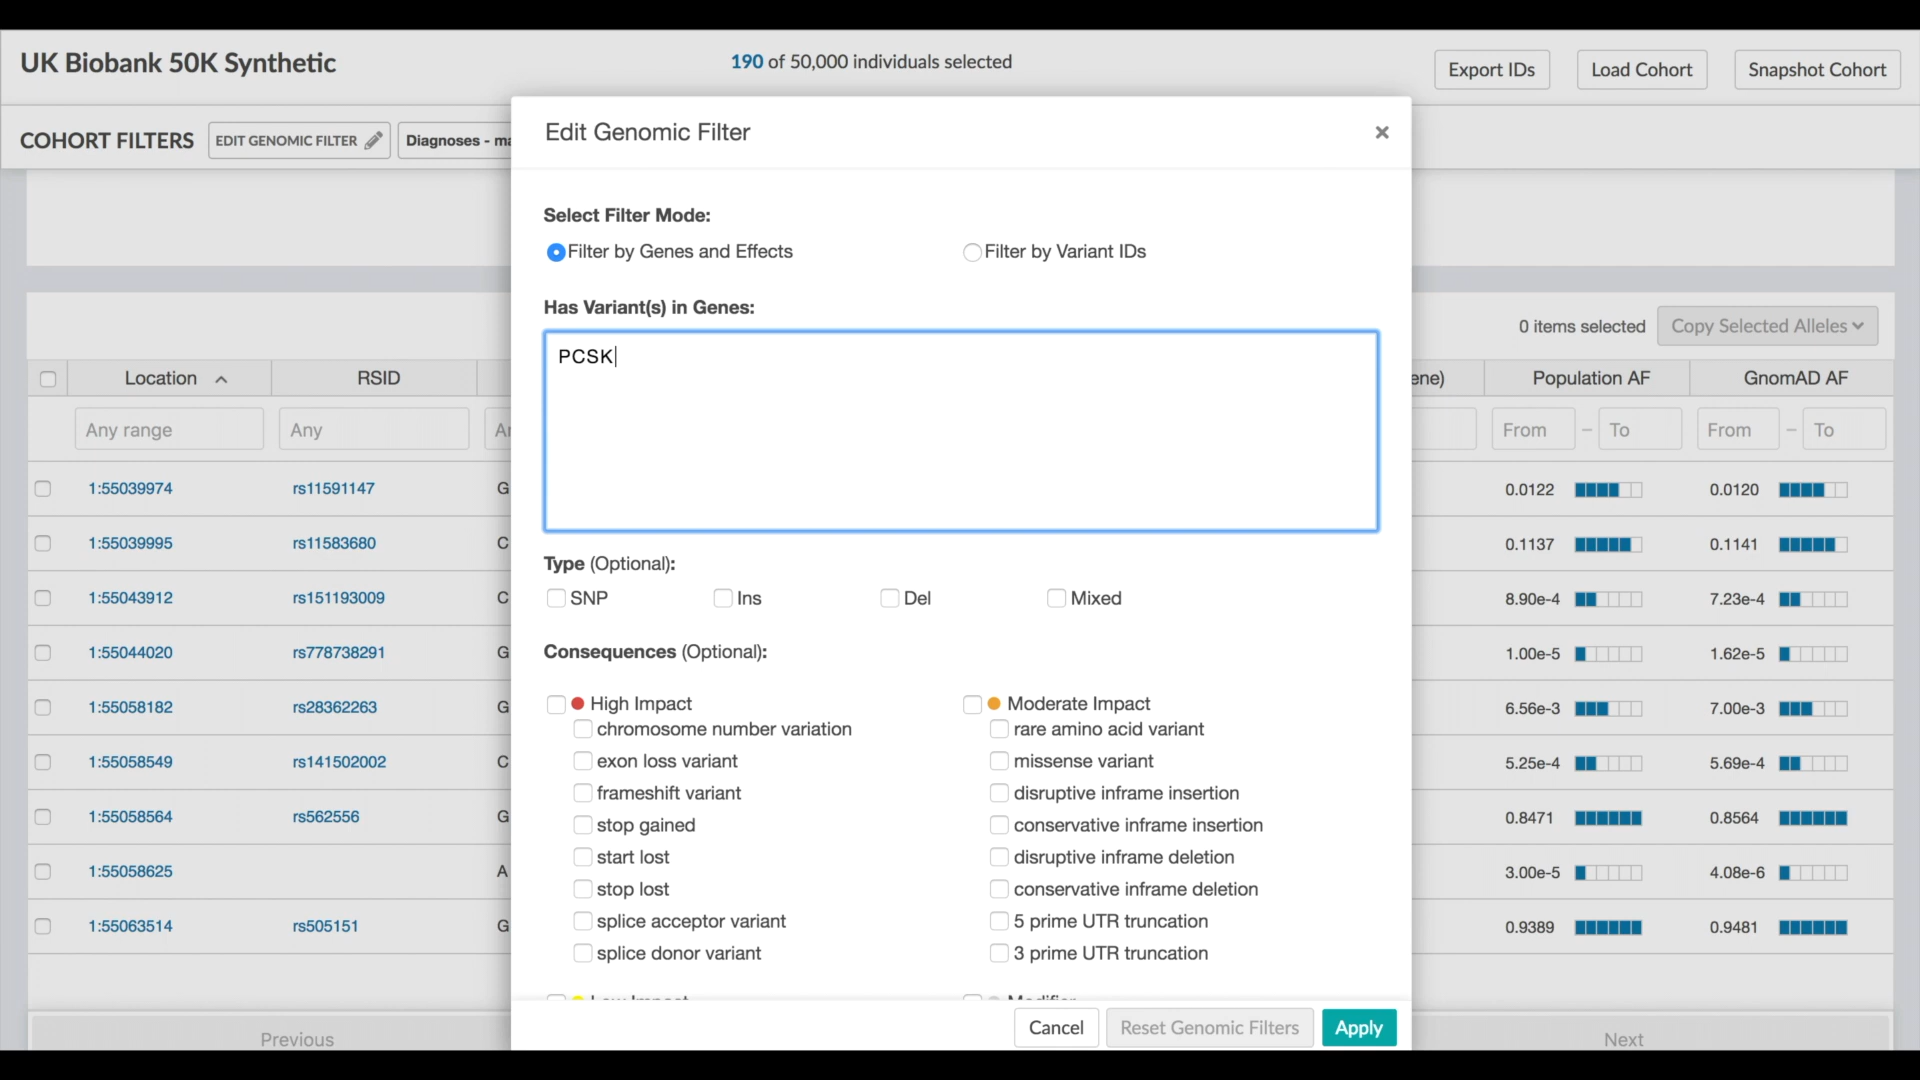 UK Biobank 50K Synthetic
190 of 50,000 individuals selected
Export IDs
Load Cohort
Snapshot Cohort
COHORT FILTERS
EDIT GENOMIC FILTER
Diagnoses - ma
Edit Genomic Filter
×
Select Filter Mode:
Filter by Genes and Effects
Filter by Variant IDs
Has Variant(s) in Genes:
PCSK
Type (Optional):
SNP
Ins
Del
Mixed
Consequences (Optional):
High Impact
chromosome number variation
exon loss variant
frameshift variant
stop gained
start lost
stop lost
splice acceptor variant
splice donor variant
Low Impact
Moderate Impact
rare amino acid variant
missense variant
disruptive inframe insertion
conservative inframe insertion
disruptive inframe deletion
conservative inframe deletion
5 prime UTR truncation
3 prime UTR truncation
Modifier
Cancel
Reset Genomic Filters
Apply
0 items selected
Copy Selected Alleles
Location
RSID
ene)
Population AF
GnomAD AF
Any range
Any
Ar
From – To
From – To
1:55039974 rs11591147 G 0.0122 0.0120
1:55039995 rs11583680 C 0.1137 0.1141
1:55043912 rs151193009 C 8.90e-4 7.23e-4
1:55044020 rs778738291 G 1.00e-5 1.62e-5
1:55058182 rs28362263 G 6.56e-3 7.00e-3
1:55058549 rs141502002 C 5.25e-4 5.69e-4
1:55058564 rs562556 G 0.8471 0.8564
1:55058625 A 3.00e-5 4.08e-6
1:55063514 rs505151 G 0.9389 0.9481
Previous
Next